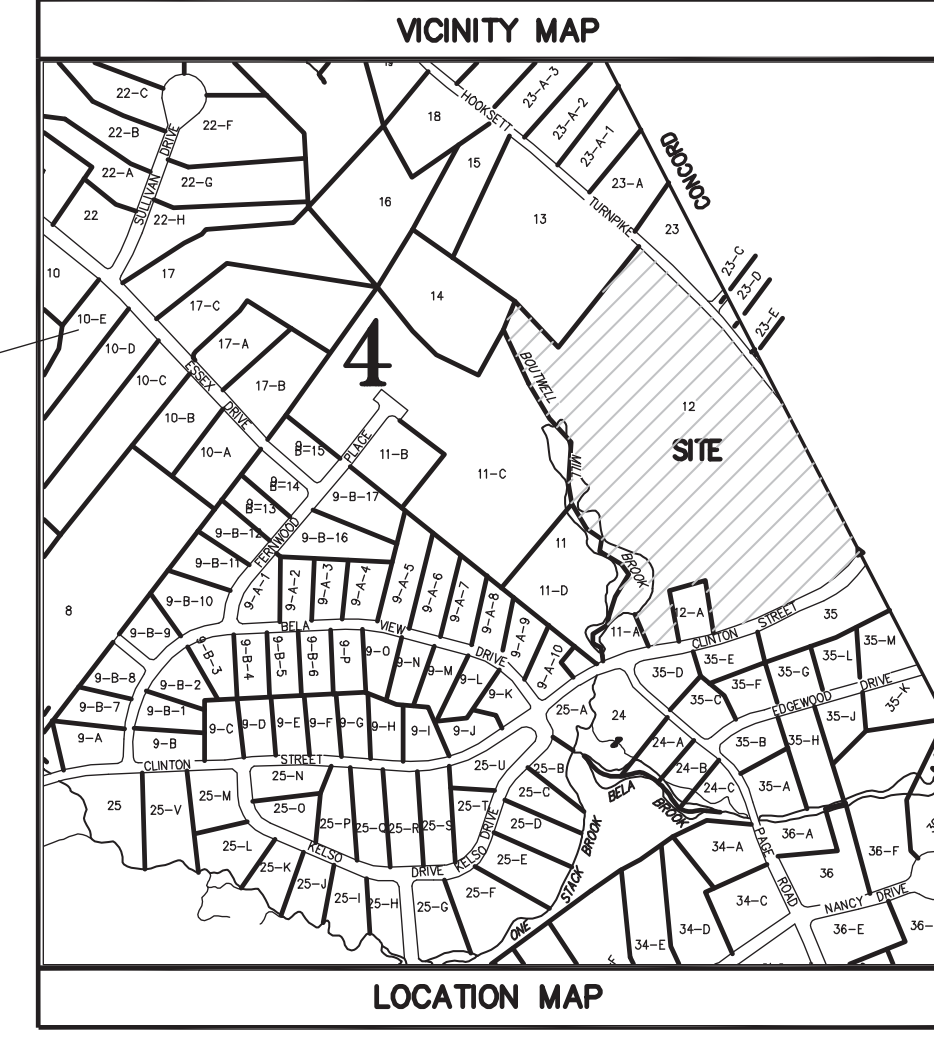 VICINITY MAP
22-C
22-B
22-F
22-A
22-G
22
22-H
SULLIVAN DRIVE
10
17
17-C
17-A
17-B
10-E
10-D
10-C
10-B
10-A
ESSEX DRIVE
4
18
16
15
14
13
HOOKSETT TURNPIKE
23-A-3
23-A-2
23-A-1
23-A
23
CONCORD
23-C
23-D
23-E
12
SITE
BOUTWELL MILL BROOK
PLACE
11-B
11-C
9-B-17
9-B-16
9-B-12
9-B-11
9-B-10
FERNWOOD
11
11-D
11-A
12-A
8
9-A-1
9-A-2
9-A-3
9-A-4
9-A-5
9-A-6
9-A-7
9-A-8
9-A-9
9-A-10
BELA VIEW DRIVE
9-B-9
9-B-8
9-B-7
9-B-3
9-B-2
9-B-1
9-B-4
9-B-5
9-B-6
9-P
9-O
9-N
9-M
9-L
9-K
9-A
9-B
9-C
9-D
9-E
9-F
9-G
9-H
9-I
9-J
CLINTON STREET
CLINTON STREET
35
35-M
35-L
35-G
35-E
35-D
35-F
35-C
35-K
35-J
35-H
35-B
35-A
EDGEWOOD DRIVE
24
24-A
24-B
24-C
25-A
25-B
25-C
25-D
25-E
25-F
25-G
25-H
25-I
25-J
25-K
25-L
25-M
25-N
25-O
25-P
25-Q
25-R
25-S
25-T
25-U
25
25-V
KELSO DRIVE
KELSO DRIVE
BELA BROOK
ONE STACK BROOK
PAGE ROAD
NANCY DRIVE
34-A
34-C
34-D
34-E
36-A
36
36-F
36-E
36-
LOCATION MAP